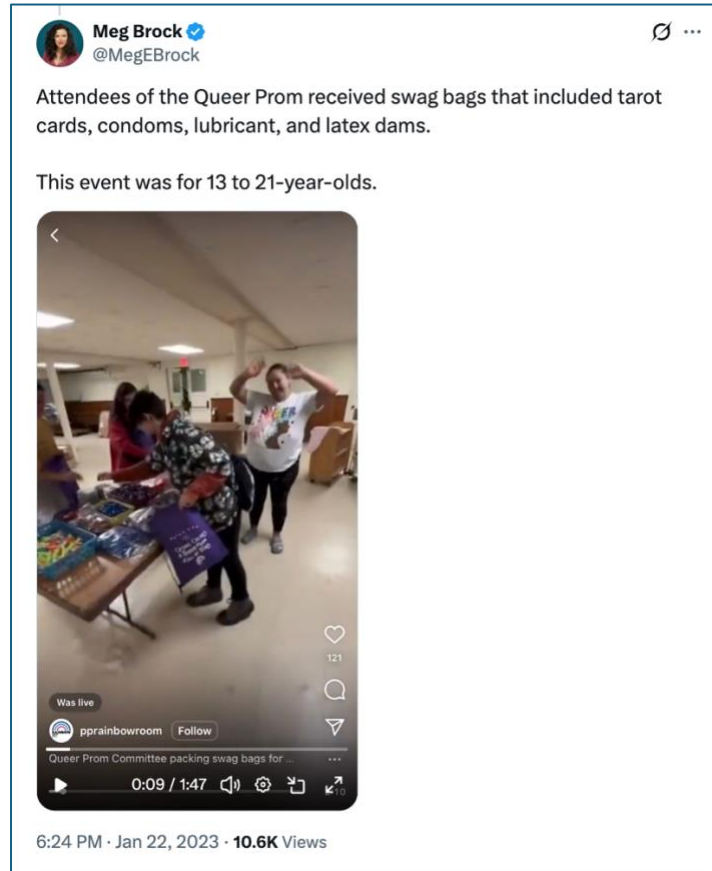 Meg Brock
@MegEBrock
Attendees of the Queer Prom received swag bags that included tarot
cards, condoms, lubricant, and latex dams.
This event was for 13 to 21-year-olds.
121
Was live
pprainbowroom Follow
Queer Prom Committee packing swag bags for ...
0:09 / 1:47
10
6:24 PM · Jan 22, 2023 · 10.6K Views